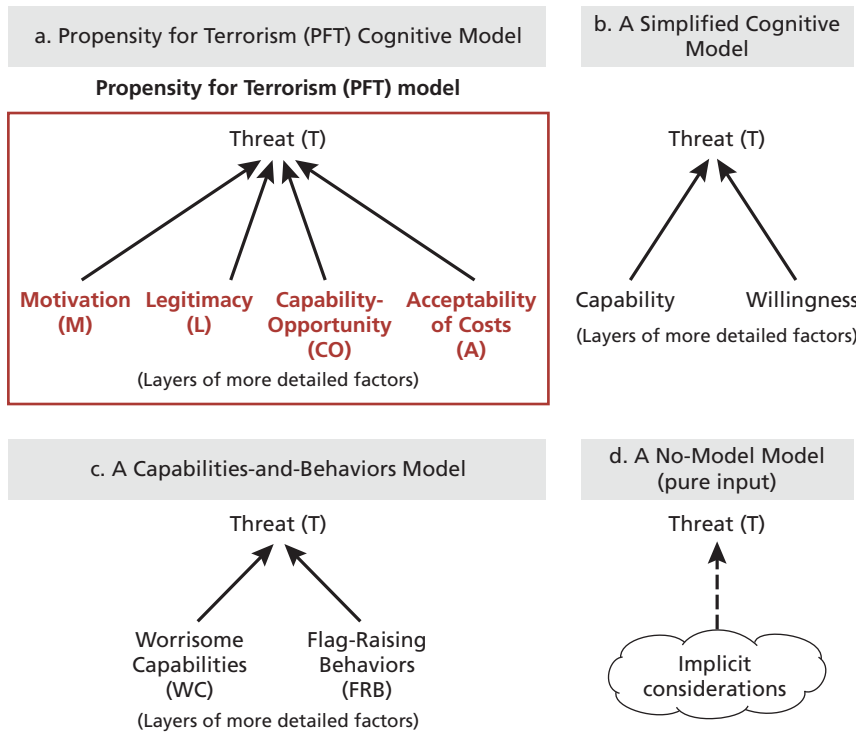 a. Propensity for Terrorism (PFT) Cognitive Model
Propensity for Terrorism (PFT) model
Threat (T)
Motivation
(M)
Legitimacy
(L)
Capability-
Opportunity
(CO)
Acceptability
of Costs
(A)
(Layers of more detailed factors)
b. A Simplified Cognitive
Model
Threat (T)
Capability
Willingness
(Layers of more detailed factors)
c. A Capabilities-and-Behaviors Model
Threat (T)
Worrisome
Capabilities
(WC)
Flag-Raising
Behaviors
(FRB)
(Layers of more detailed factors)
d. A No-Model Model
(pure input)
Threat (T)
Implicit
considerations